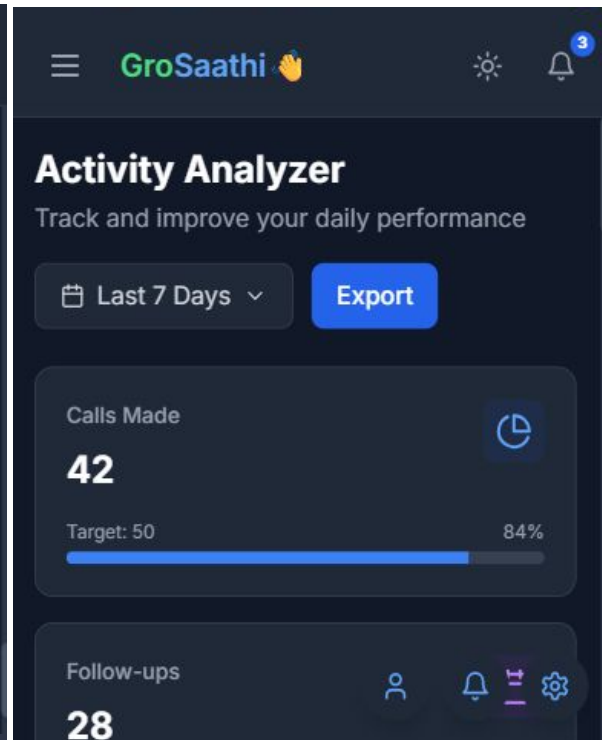 GroSaathi👋
3
Activity Analyzer
Track and improve your daily performance
Last 7 Days
Export
Calls Made
42
Target: 50
84%
Follow-ups
28